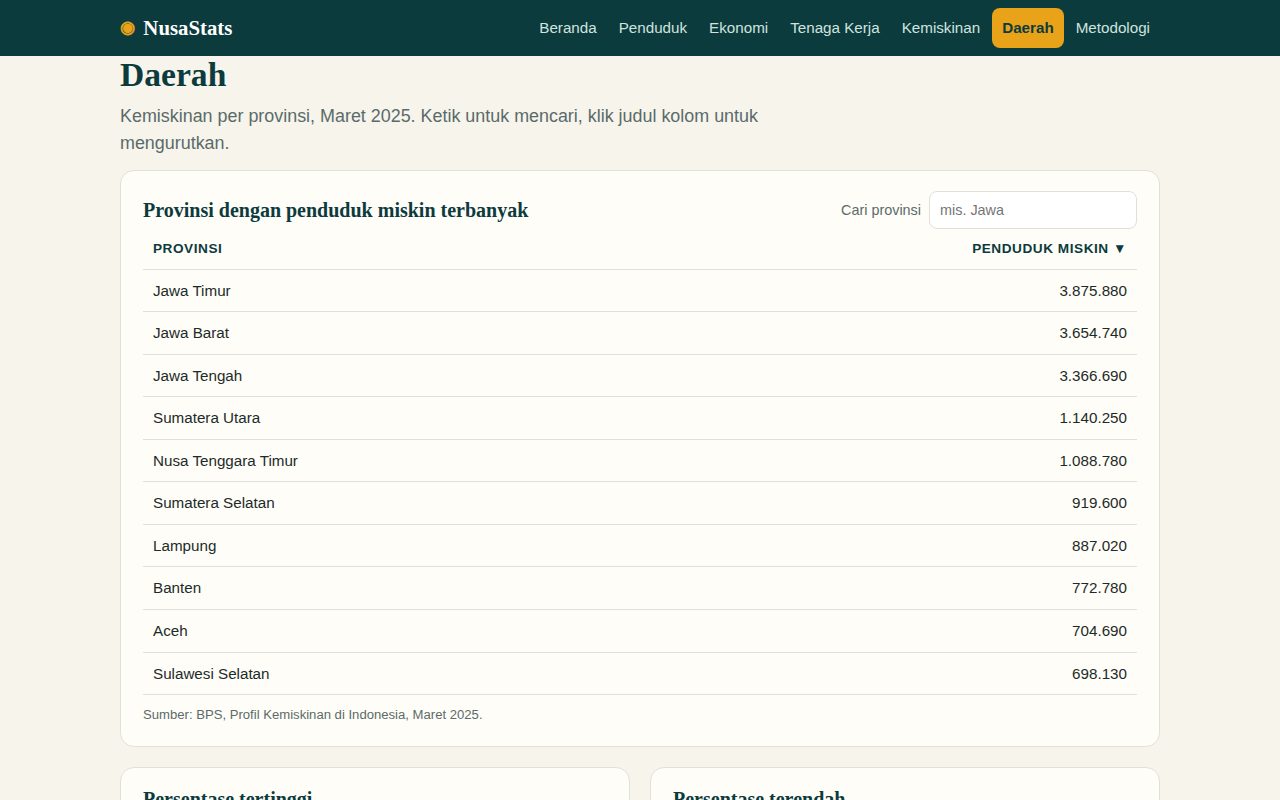 ◉ NusaStats
Beranda Penduduk Ekonomi Tenaga Kerja Kemiskinan Daerah Metodologi
Daerah
Kemiskinan per provinsi, Maret 2025. Ketik untuk mencari, klik judul kolom untuk
mengurutkan.
Provinsi dengan penduduk miskin terbanyak
Cari provinsi mis. Jawa
PROVINSI PENDUDUK MISKIN ▼
Jawa Timur 3.875.880
Jawa Barat 3.654.740
Jawa Tengah 3.366.690
Sumatera Utara 1.140.250
Nusa Tenggara Timur 1.088.780
Sumatera Selatan 919.600
Lampung 887.020
Banten 772.780
Aceh 704.690
Sulawesi Selatan 698.130
Sumber: BPS, Profil Kemiskinan di Indonesia, Maret 2025.
Persentase tertinggi
Persentase terendah